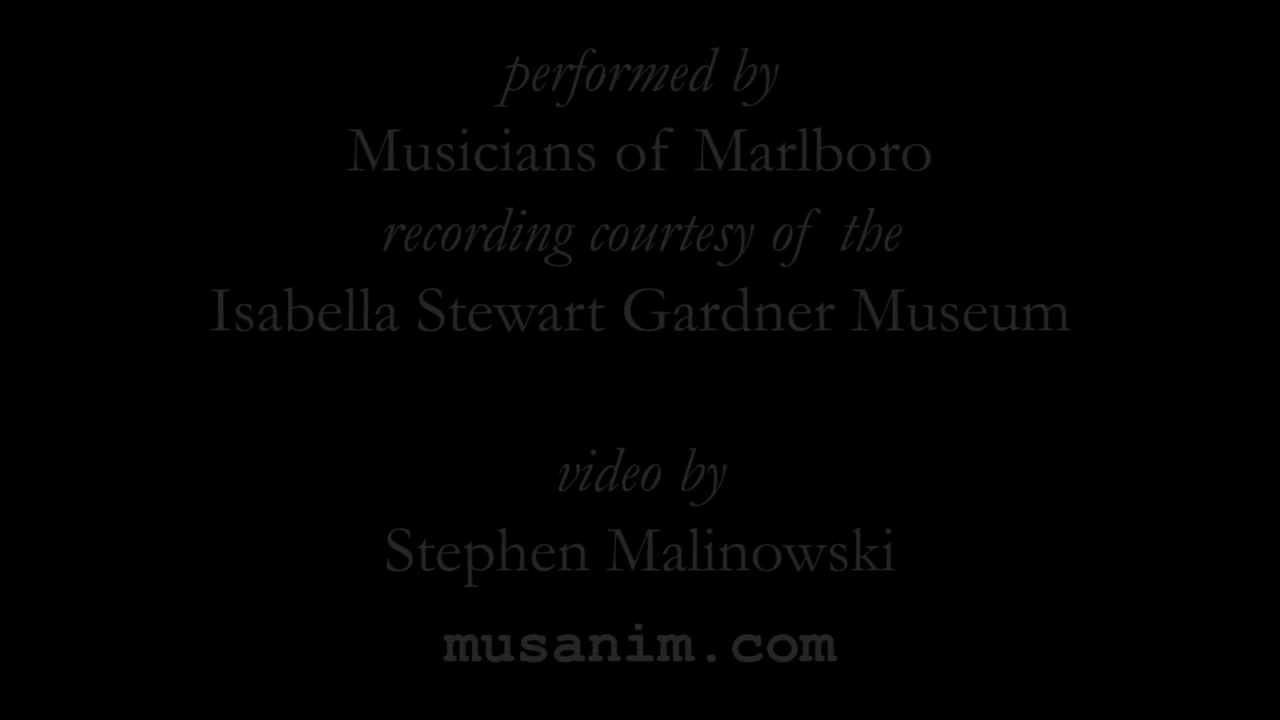 performed by
Musicians of Marlboro
recording courtesy of the
Isabella Stewart Gardner Museum
video by
Stephen Malinowski
musanim.com